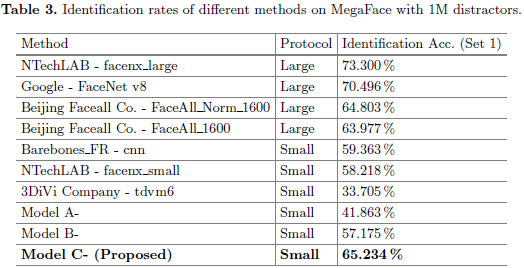 Table 3. Identification rates of different methods on MegaFace with 1M distractors.
Method Protocol Identification Acc. (Set 1)
NTechLAB - facenx_large Large 73.300 %
Google - FaceNet v8 Large 70.496 %
Beijing Faceall Co. - FaceAll_Norm_1600 Large 64.803 %
Beijing Faceall Co. - FaceAll_1600 Large 63.977 %
Barebones_FR - cnn Small 59.363 %
NTechLAB - facenx_small Small 58.218 %
3DiVi Company - tdvm6 Small 33.705 %
Model A- Small 41.863 %
Model B- Small 57.175 %
Model C- (Proposed) Small 65.234 %